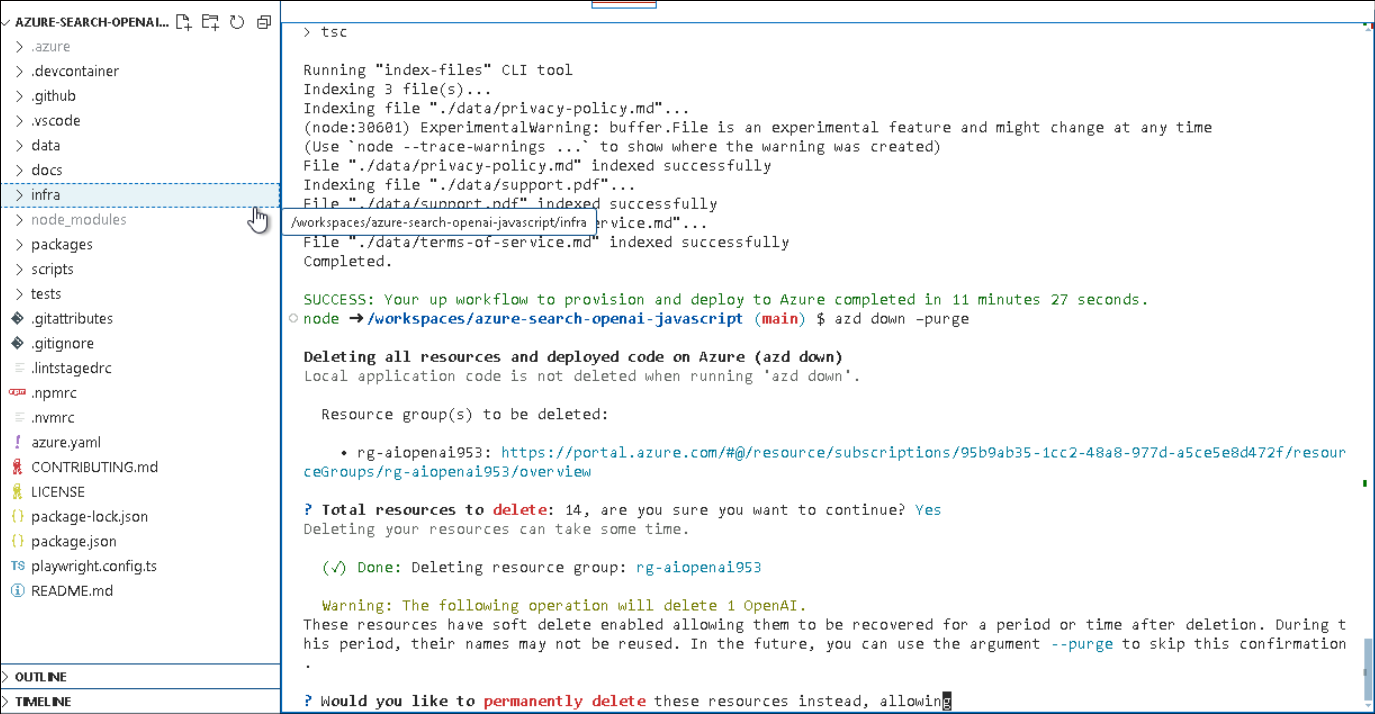 AZURE-SEARCH-OPENAI...
.azure
.devcontainer
.github
.vscode
data
docs
infra
node_modules
packages
scripts
tests
.gitattributes
.gitignore
.lintstagedrc
.npmrc
.nvmrc
azure.yaml
CONTRIBUTING.md
LICENSE
package-lock.json
package.json
TS playwright.config.ts
README.md
OUTLINE
TIMELINE
> tsc
Running "index-files" CLI tool
Indexing 3 file(s)...
Indexing file "./data/privacy-policy.md"...
(node:30601) ExperimentalWarning: buffer.File is an experimental feature and might change at any time
(Use `node --trace-warnings ...` to show where the warning was created)
File "./data/privacy-policy.md" indexed successfully
Indexing file "./data/support.pdf"...
File "./data/support.pdf" indexed successfully
/workspaces/azure-search-openai-javascript/infra
ervice.md"...
File "./data/terms-of-service.md" indexed successfully
Completed.
SUCCESS: Your up workflow to provision and deploy to Azure completed in 11 minutes 27 seconds.
node ➜/workspaces/azure-search-openai-javascript (main) $ azd down –purge
Deleting all resources and deployed code on Azure (azd down)
Local application code is not deleted when running 'azd down'.
Resource group(s) to be deleted:
• rg-aiopenai953: https://portal.azure.com/#@/resource/subscriptions/95b9ab35-1cc2-48a8-977d-a5ce5e8d472f/resour
ceGroups/rg-aiopenai953/overview
? Total resources to delete: 14, are you sure you want to continue? Yes
Deleting your resources can take some time.
(✓) Done: Deleting resource group: rg-aiopenai953
Warning: The following operation will delete 1 OpenAI.
These resources have soft delete enabled allowing them to be recovered for a period or time after deletion. During t
his period, their names may not be reused. In the future, you can use the argument --purge to skip this confirmation
.
? Would you like to permanently delete these resources instead, allowing